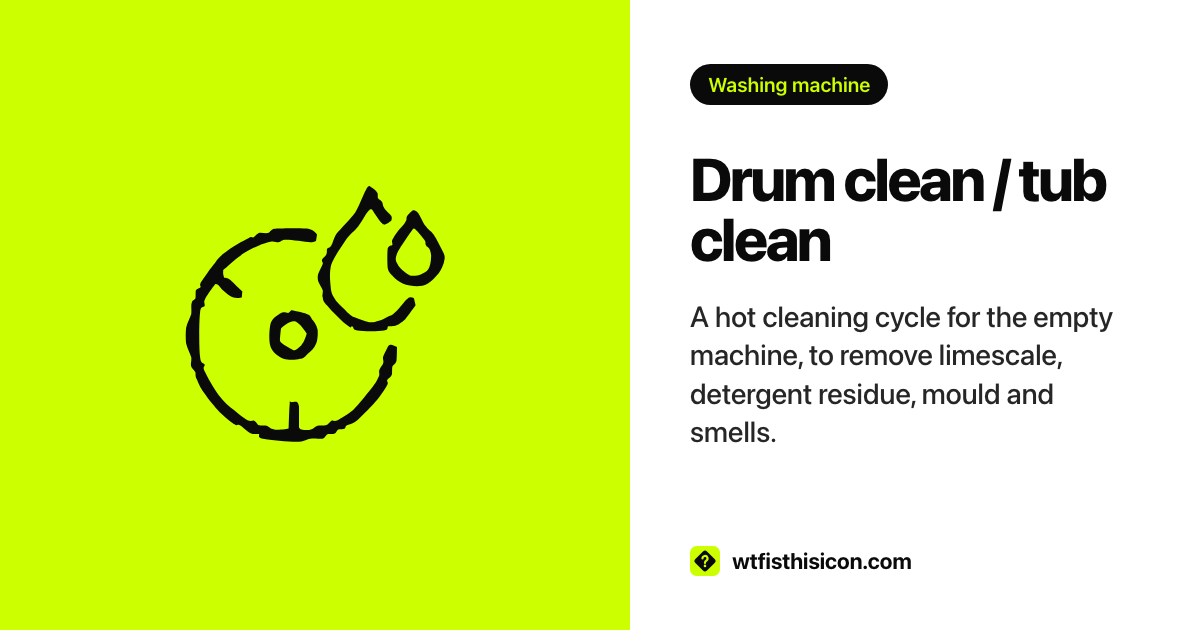 Washing machine
Drum clean / tub
clean
A hot cleaning cycle for the empty
machine, to remove limescale,
detergent residue, mould and
smells.
?
wtfisthisicon.com